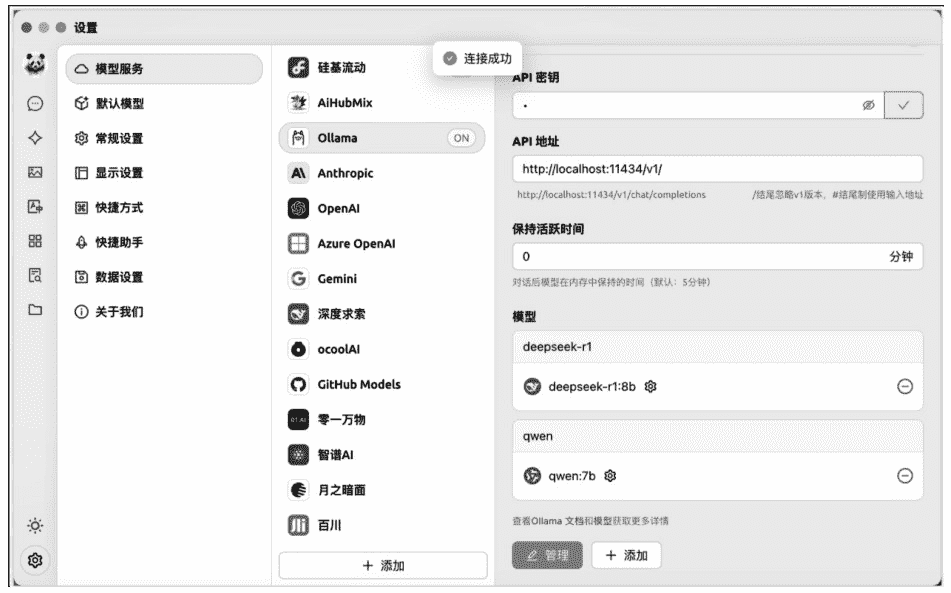 设置
模型服务
默认模型
常规设置
显示设置
快捷方式
快捷助手
数据设置
关于我们
硅基流动
AiHubMix
Ollama ON
Anthropic
OpenAI
Azure OpenAI
Gemini
深度求索
ocoolAI
GitHub Models
零一万物
智谱AI
月之暗面
百川
添加
连接成功
API 密钥
API 地址
http://localhost:11434/v1/
http://localhost:11434/v1/chat/completions /结尾忽略v1版本，#结尾制使用输入地址
保持活跃时间
0 分钟
对话后模型在内存中保持的时间（默认：5分钟）
模型
deepseek-r1
deepseek-r1:8b
qwen
qwen:7b
查看Ollama 文档和模型获取更多详情
管理 添加